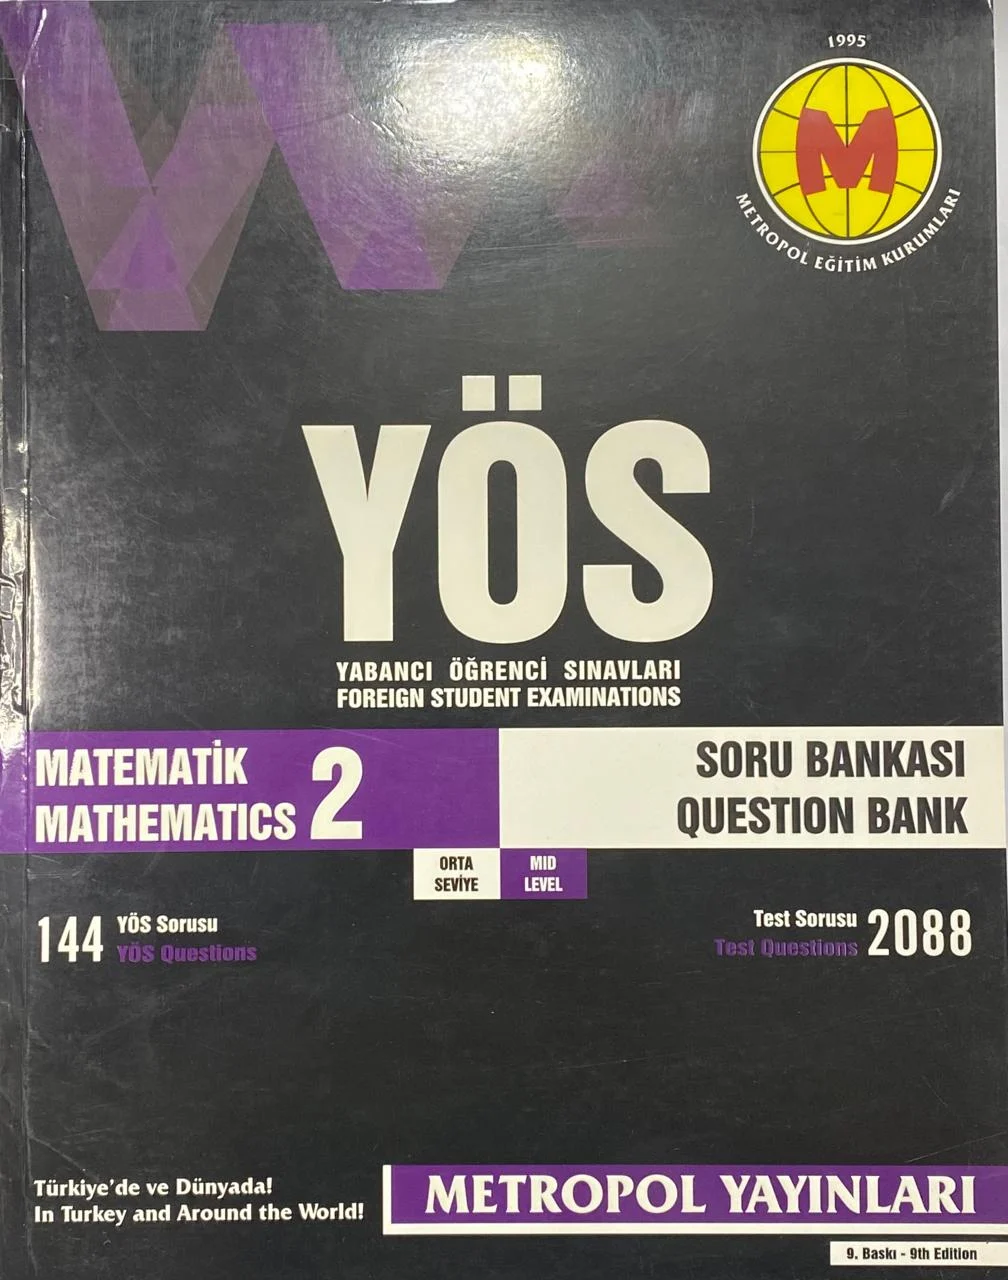 1995
M
METROPOL EĞİTİM KURUMLARI
YÖS
YABANCI ÖĞRENCİ SINAVLARI
FOREIGN STUDENT EXAMINATIONS
MATEMATİK
MATHEMATICS 2
SORU BANKASI
QUESTION BANK
ORTA
SEVİYE
MID
LEVEL
144 YÖS Sorusu
YÖS Questions
Test Sorusu 2088
Test Questions
Türkiye'de ve Dünyada!
In Turkey and Around the World!
METROPOL YAYINLARI
9. Baskı - 9th Edition